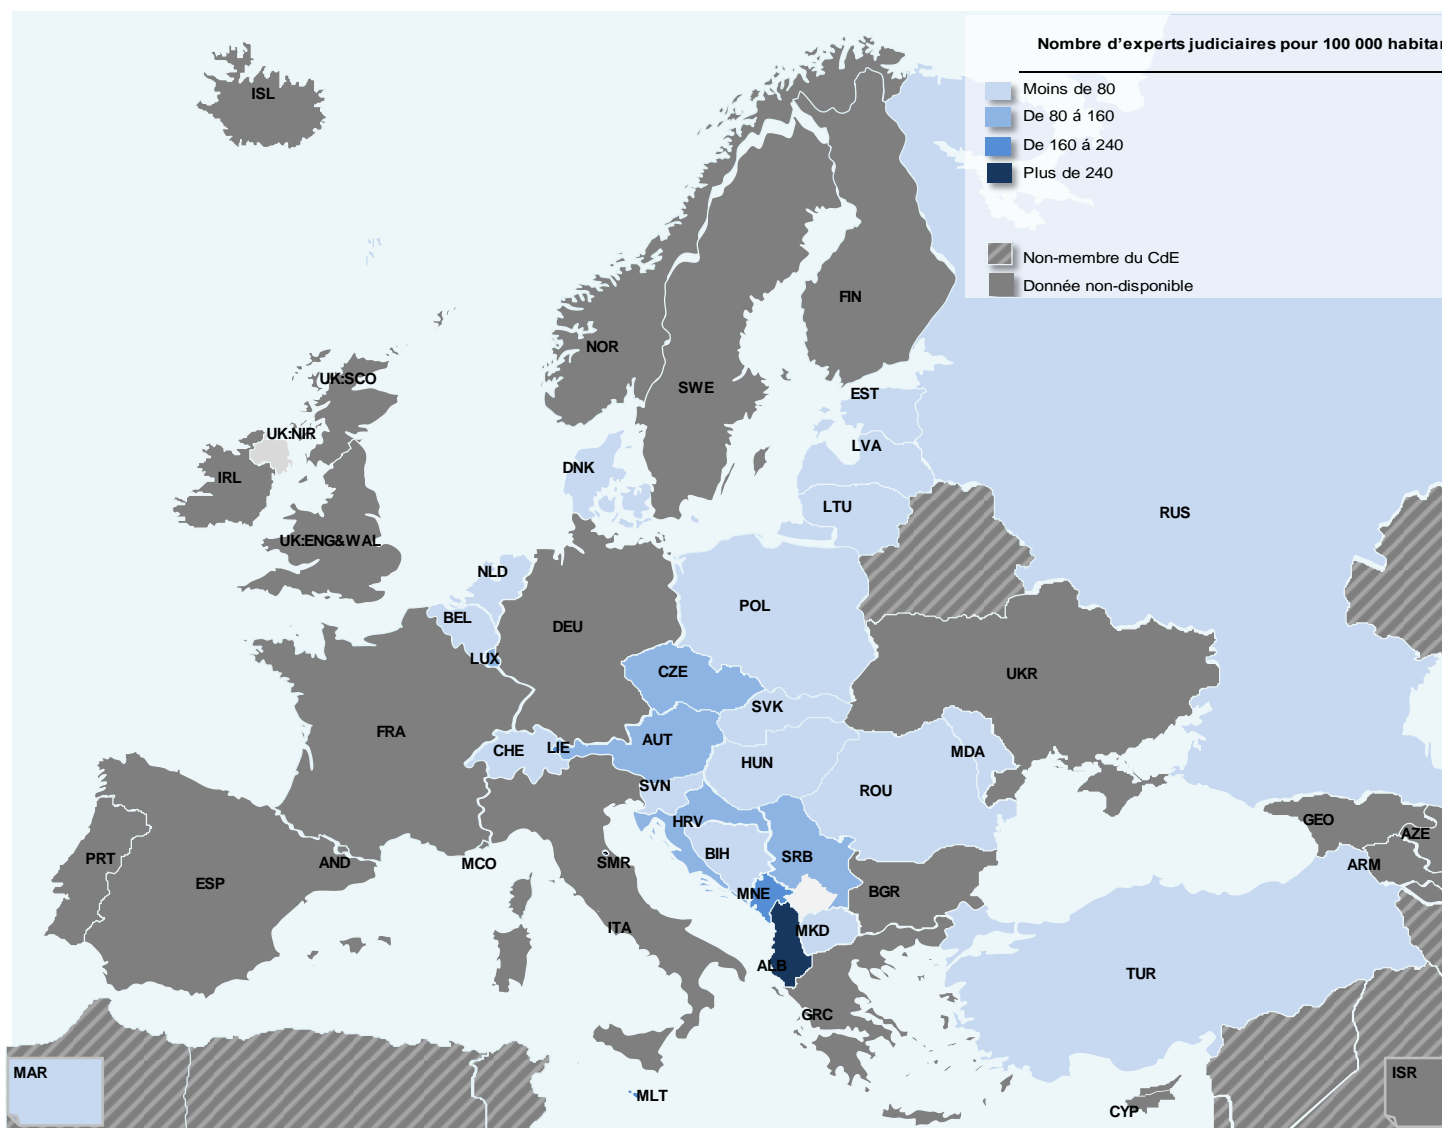 Nombre d'experts judiciaires pour 100 000 habitan
Moins de 80
De 80 á 160
De 160 á 240
Plus de 240
Non-membre du CdE
Donnée non-disponible
ISL
FIN
NOR
UK:SCO
SWE
EST
UK:NIR
LVA
DNK
IRL
LTU
RUS
UK:ENG&WAL
NLD
POL
BEL
DEU
LUX
CZE
UKR
SVK
FRA
AUT
CHE
LIE
MDA
HUN
SVN
ROU
HRV
GEO
AZE
BIH
SRB
PRT
AND
MCO
SMR
ARM
ESP
MNE
BGR
ITA
MKD
ALB
TUR
GRC
MAR
ISR
MLT
CYP